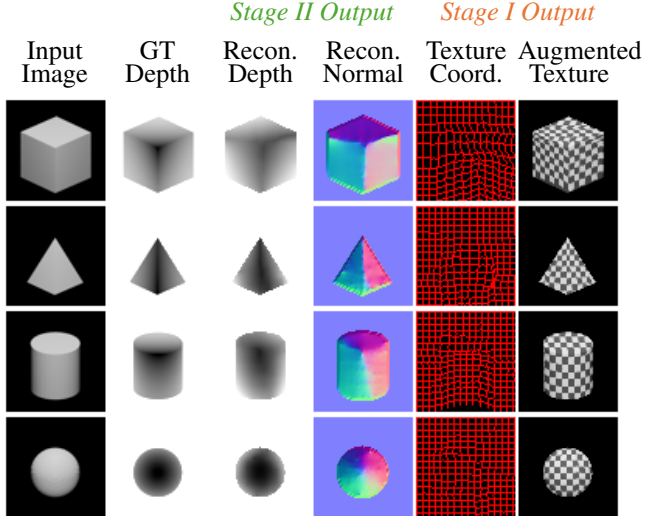 Stage II Output Stage I Output
Input GT Recon. Recon. Texture Augmented
Image Depth Depth Normal Coord. Texture